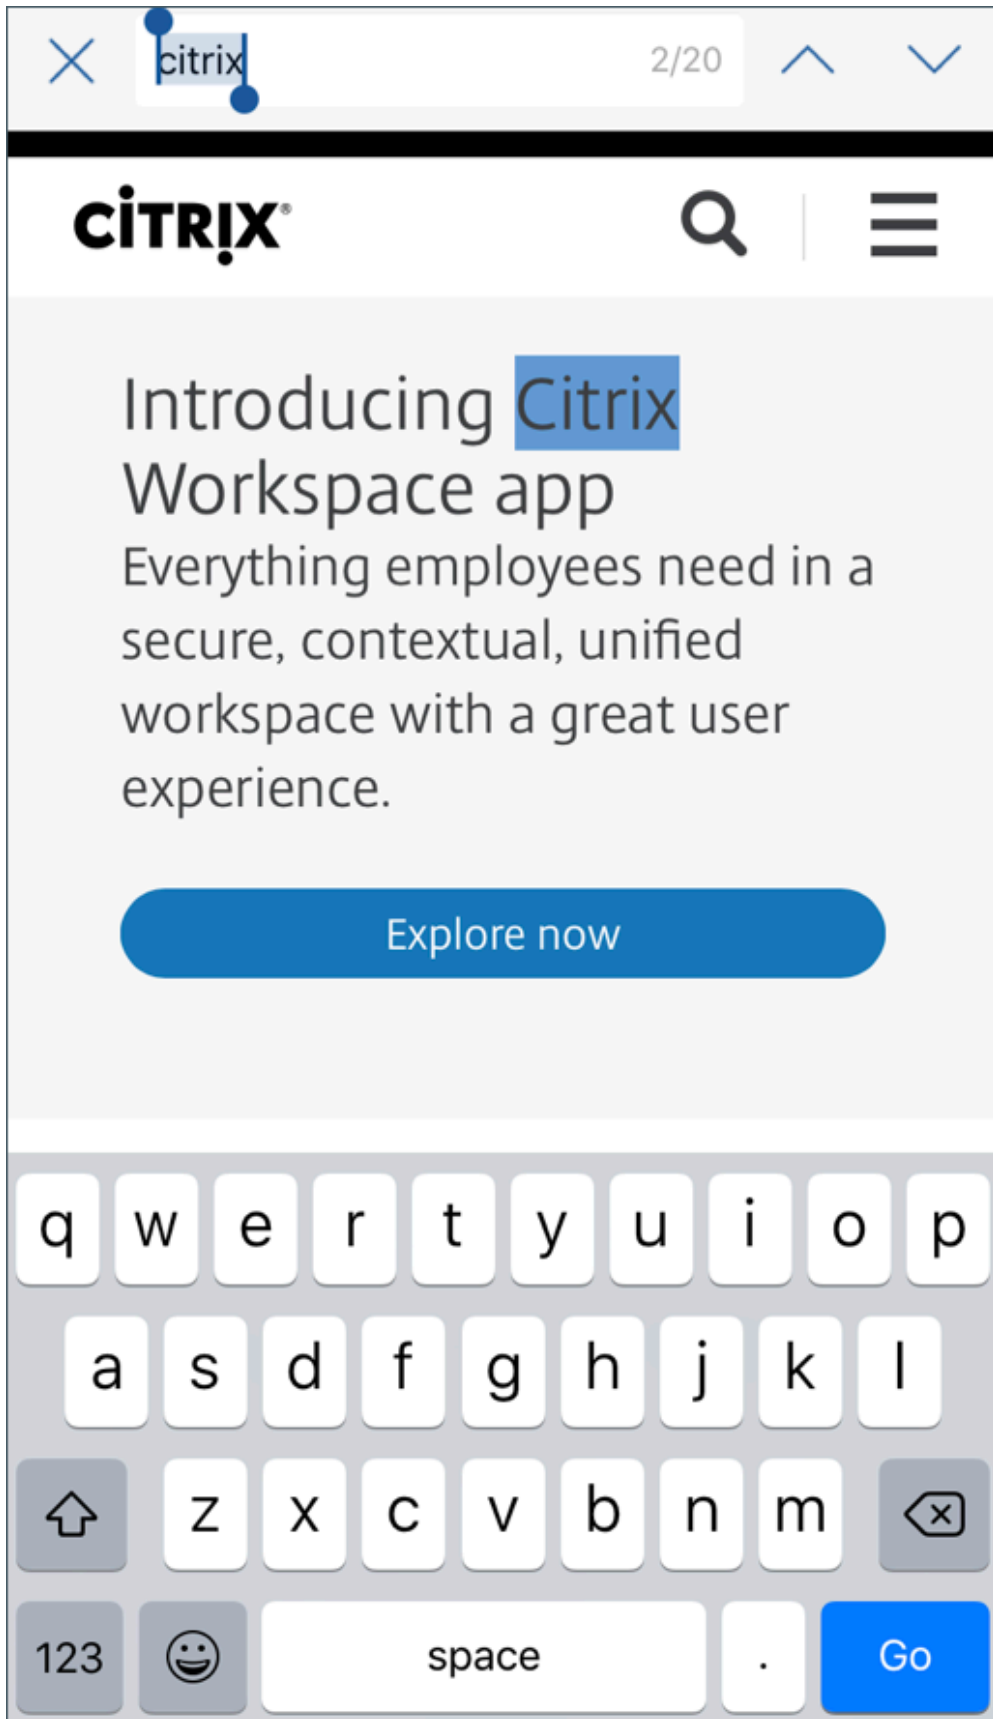 citrix 2/20
CITRIX®
Introducing Citrix
Workspace app
Everything employees need in a
secure, contextual, unified
workspace with a great user
experience.
Explore now
q w e r t y u i o p
a s d f g h j k l
z x c v b n m
123 space . Go